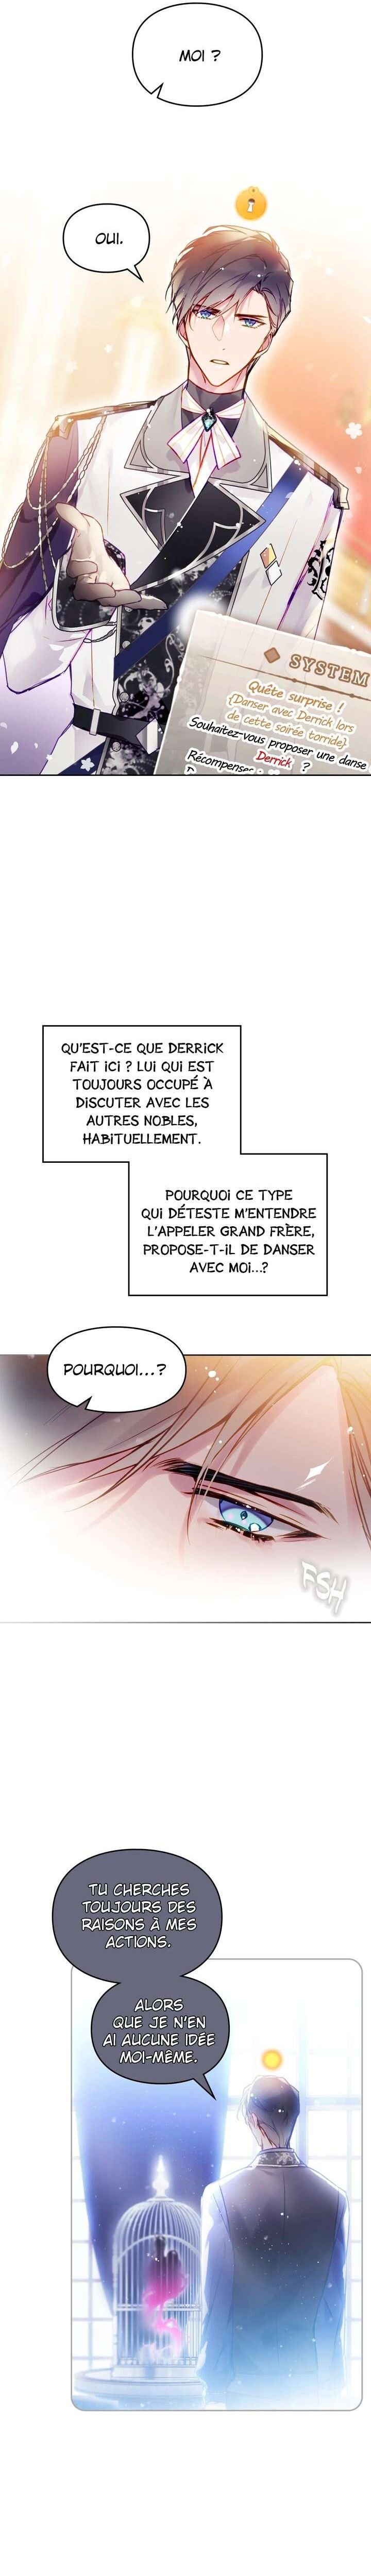 MOI ?
OUI.
SYSTEM
Quête surprise !
{Danser avec Derrick lors
de cette soirée torride}
Souhaitez-vous proposer une danse
Derrick ?
Récompense
QU'EST-CE QUE DERRICK
FAIT ICI ? LUI QUI EST
TOUJOURS OCCUPÉ À
DISCUTER AVEC LES
AUTRES NOBLES,
HABITUELLEMENT.
POURQUOI CE TYPE
QUI DÉTESTE M'ENTENDRE
L'APPELER GRAND FRÈRE,
PROPOSE-T-IL DE DANSER
AVEC MOI...?
POURQUOI...?
FSH
TU CHERCHES
TOUJOURS DES
RAISONS À MES
ACTIONS.
ALORS
QUE JE N'EN
AI AUCUNE IDÉE
MOI-MÊME.